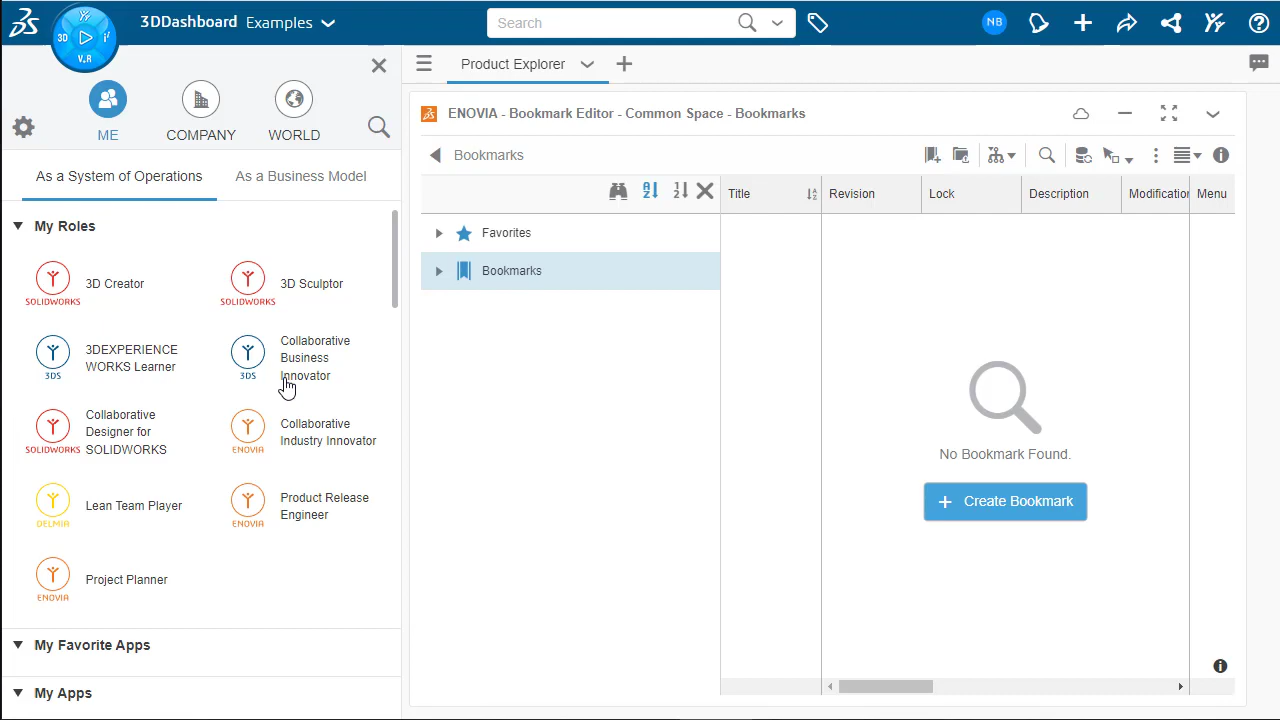 3DDashboard Examples
Search
NB
3D
V.R
ME
COMPANY
WORLD
As a System of Operations
As a Business Model
My Roles
SOLIDWORKS
3D Creator
SOLIDWORKS
3D Sculptor
3DS
3DEXPERIENCE
WORKS Learner
3DS
Collaborative
Business
Innovator
SOLIDWORKS
Collaborative
Designer for
SOLIDWORKS
ENOVIA
Collaborative
Industry Innovator
DELMIA
Lean Team Player
ENOVIA
Product Release
Engineer
ENOVIA
Project Planner
My Favorite Apps
My Apps
Product Explorer
ENOVIA - Bookmark Editor - Common Space - Bookmarks
Bookmarks
Title
Revision
Lock
Description
Modification
Menu
Favorites
Bookmarks
No Bookmark Found.
Create Bookmark